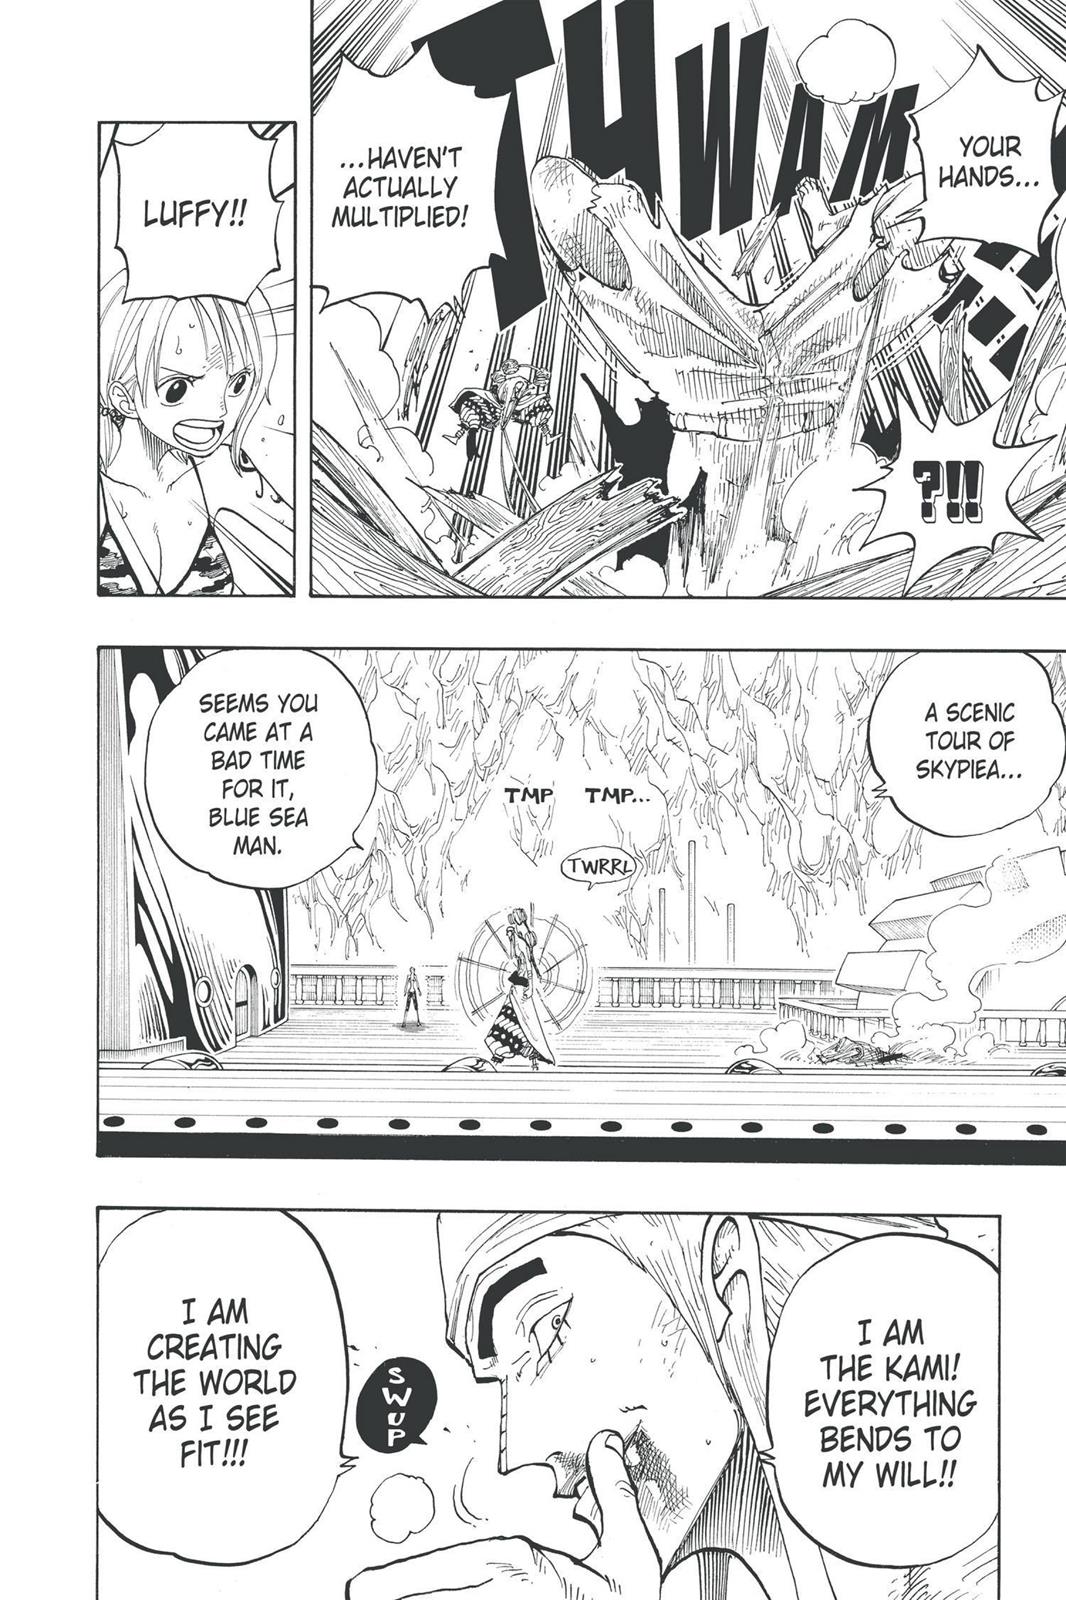 YOUR
HANDS...
THWAM
...HAVEN'T
ACTUALLY
MULTIPLIED!
?!!
LUFFY!!
A SCENIC
TOUR OF
SKYPIEA...
TMP TMP...
TWRRL
SEEMS YOU
CAME AT A
BAD TIME
FOR IT,
BLUE SEA
MAN.
I AM
THE KAMI!
EVERYTHING
BENDS TO
MY WILL!!
SWUP
I AM
CREATING
THE WORLD
AS I SEE
FIT!!!